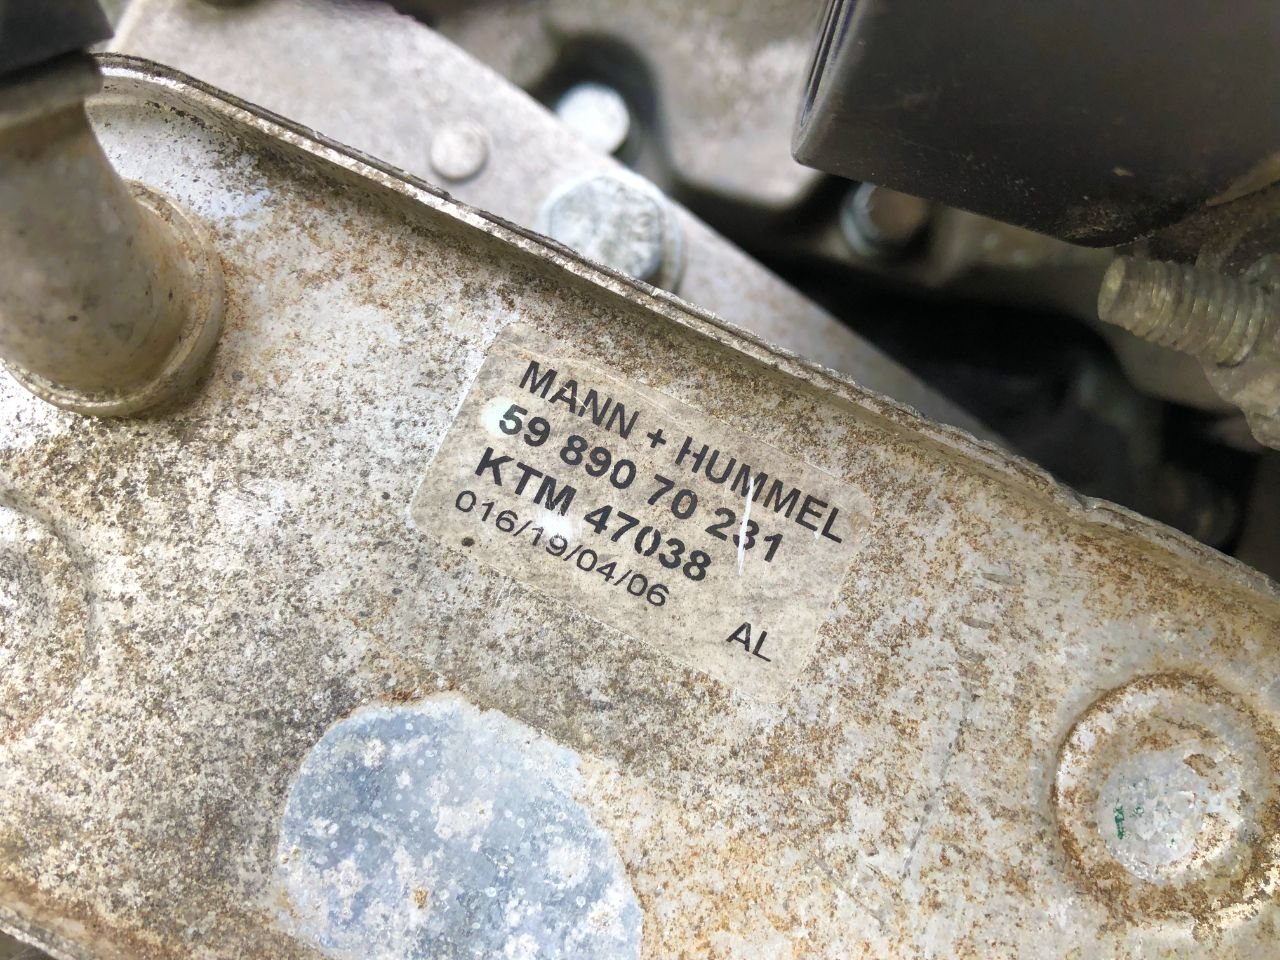 MANN + HUMMEL
59 890 70 231
KTM 47038
016/19/04/06
AL